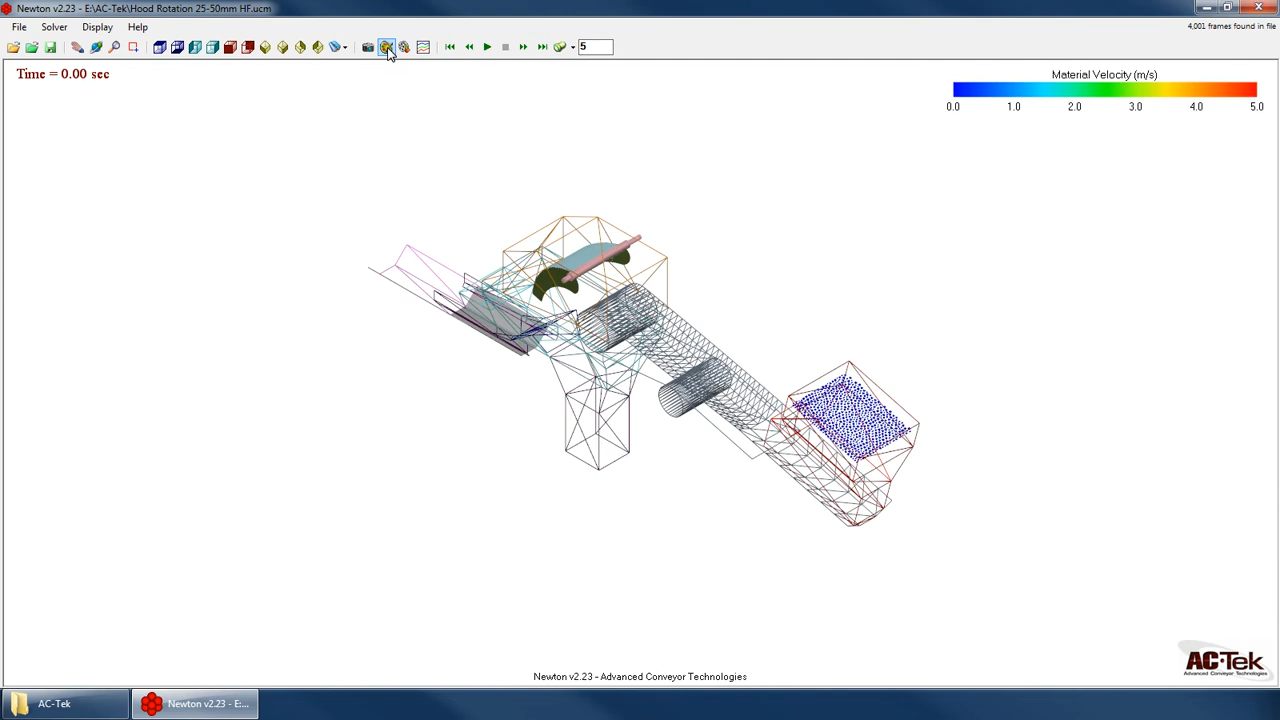 Newton v2.23 - E:\AC-Tek\Hood Rotation 25-50mm HF.ucm
File Solver Display Help
4,001 frames found in file
5
Time = 0.00 sec
Material Velocity (m/s)
0.0 1.0 2.0 3.0 4.0 5.0
AC-Tek
Advanced Conveyor Technologies
Newton v2.23 - Advanced Conveyor Technologies
AC-Tek
Newton v2.23 - E:...